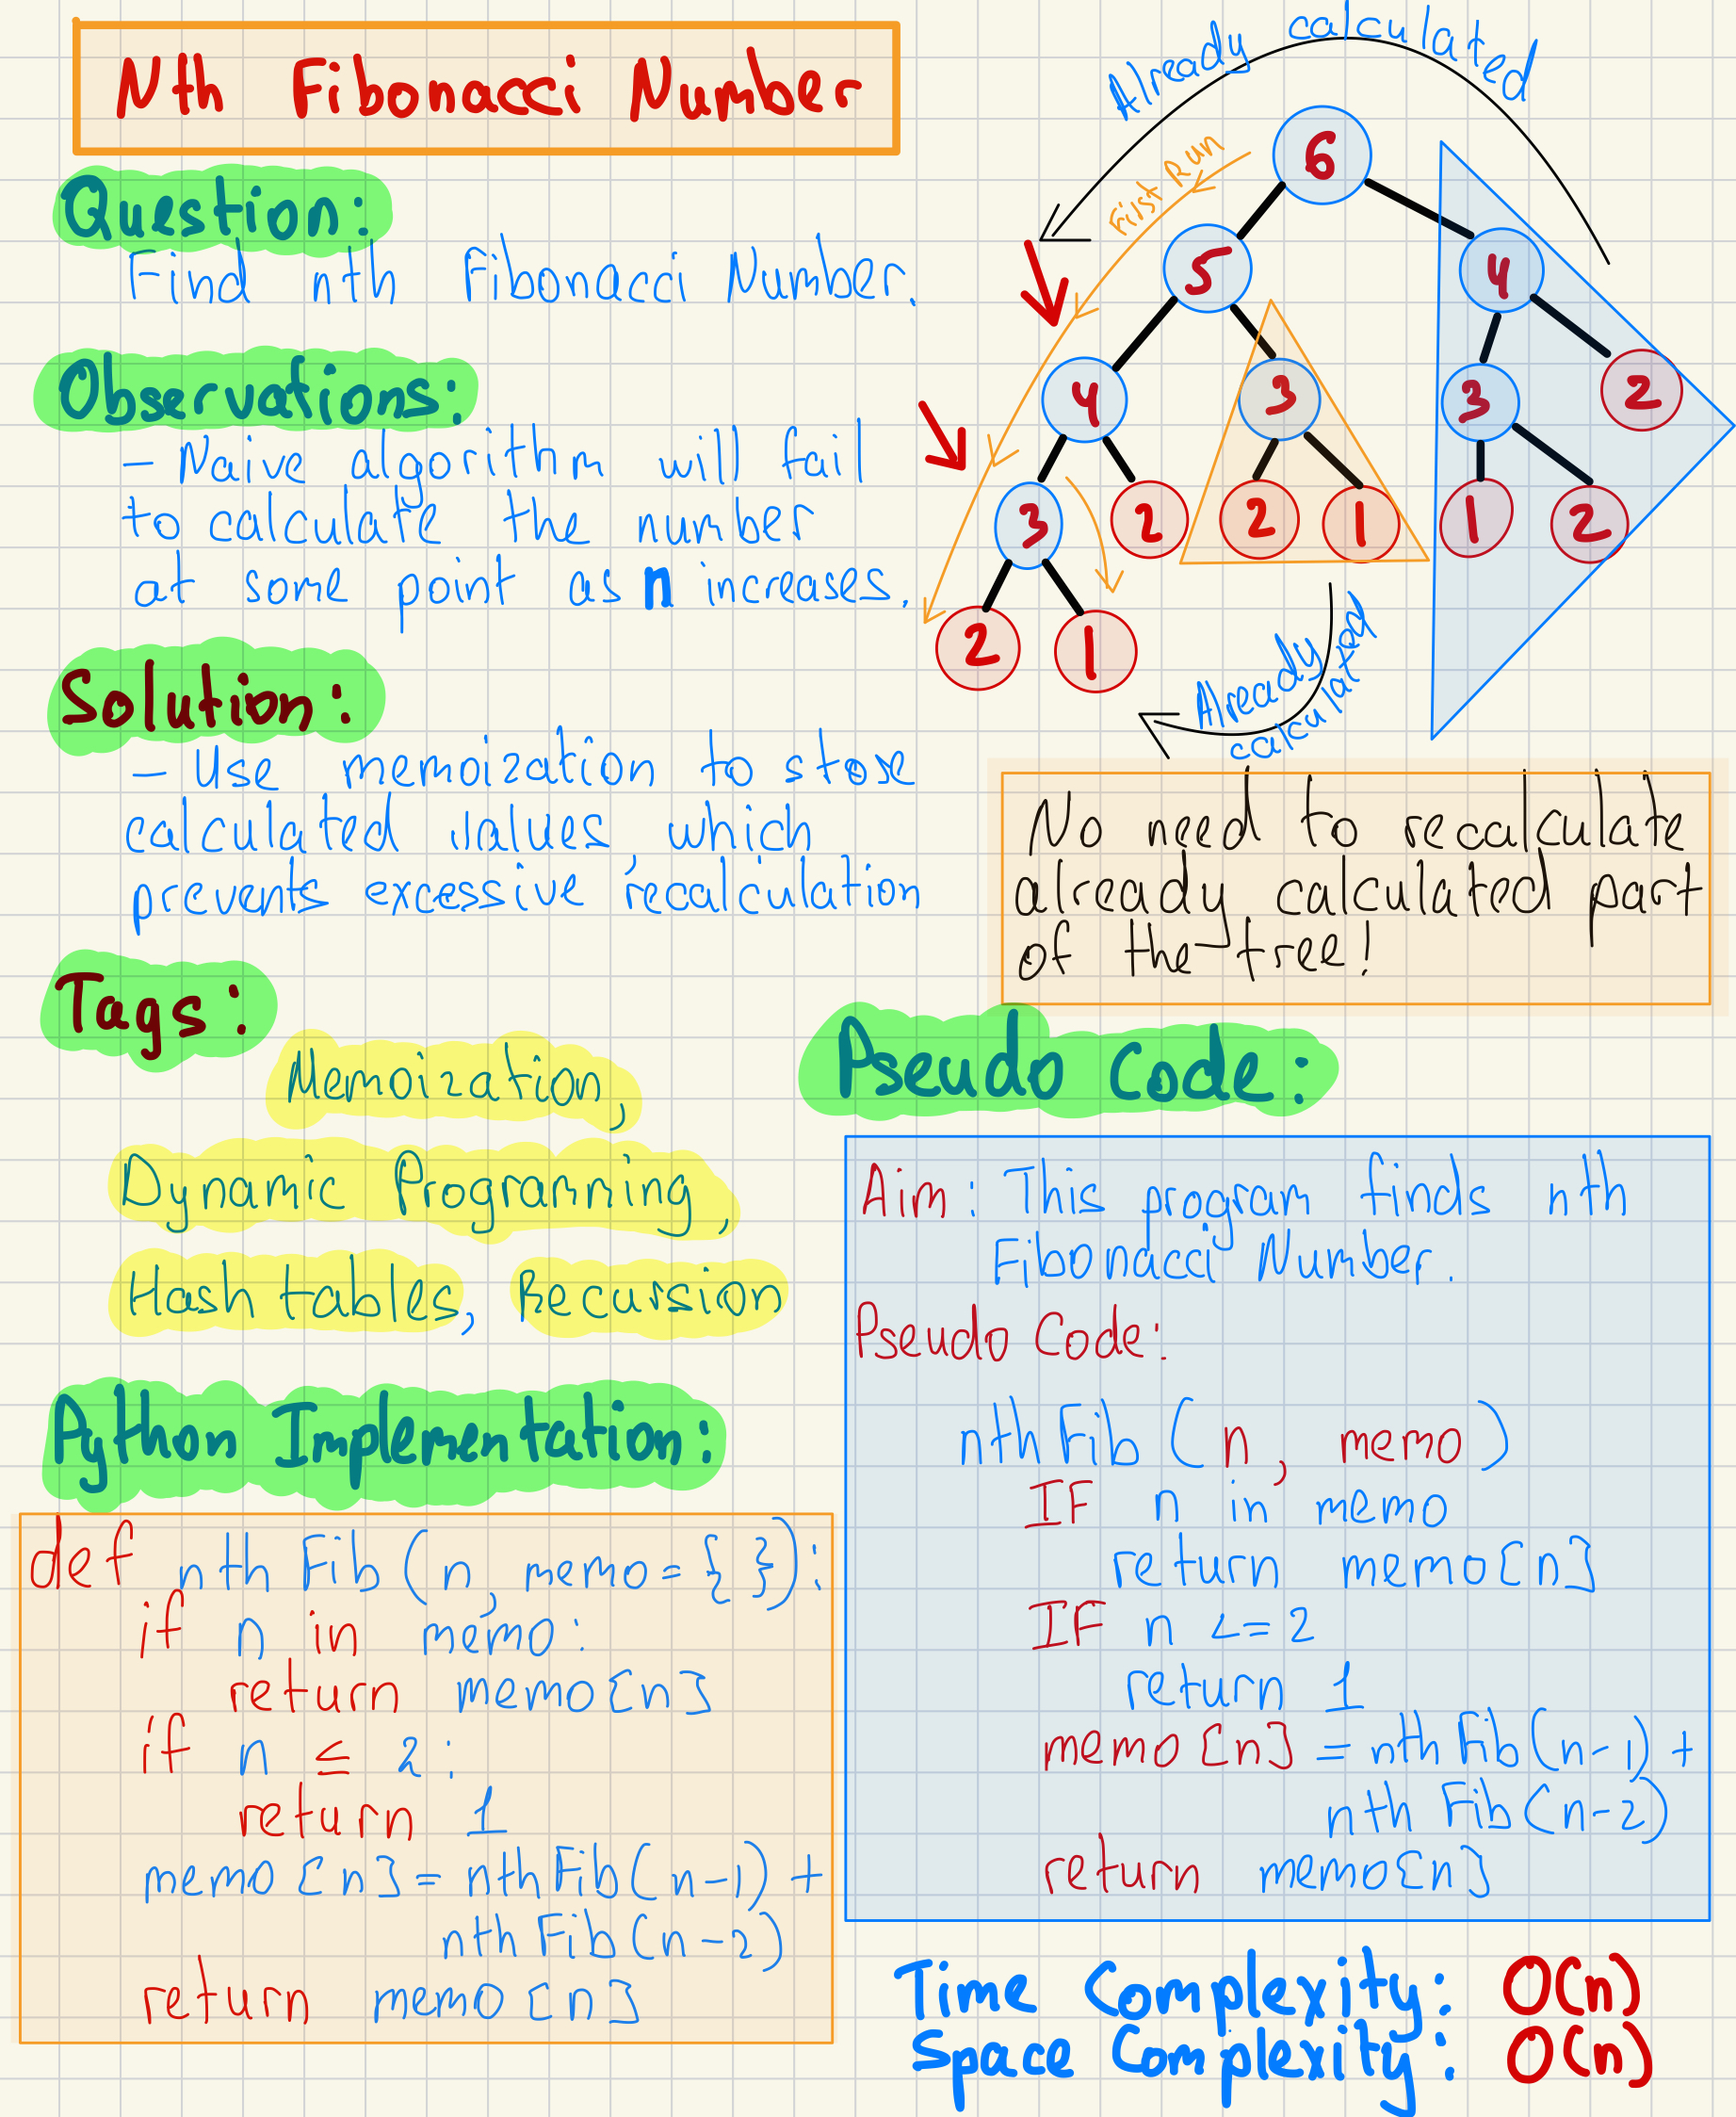 Nth Fibonacci Number
Question:
Find nth Fibonacci Number.
Observations:
- Naive algorithm will fail
to calculate the number
at some point as n increases.
Solution:
- Use memoization to store
calculated values which
prevents excessive recalculation
Tags:
Memoization,
Dynamic Programming,
Hash tables, Recursion
Python Implementation:
def nthFib(n, memo={}):
if n in memo:
return memo[n]
if n ≤ 2:
return 1
memo[n] = nthFib(n-1) +
nthFib(n-2)
return memo[n]
Already calculated
First Run
6
5 4
4 3 3 2
3 2 2 1 1 2
2 1
Already
calculated
No need to recalculate
already calculated part
of the tree!
Pseudo Code:
Aim: This program finds nth
Fibonacci Number.
Pseudo Code:
nthFib(n, memo)
IF n in memo
return memo[n]
IF n <=2
return 1
memo[n] = nthFib(n-1) +
nthFib(n-2)
return memo[n]
Time Complexity: O(n)
Space Complexity: O(n)